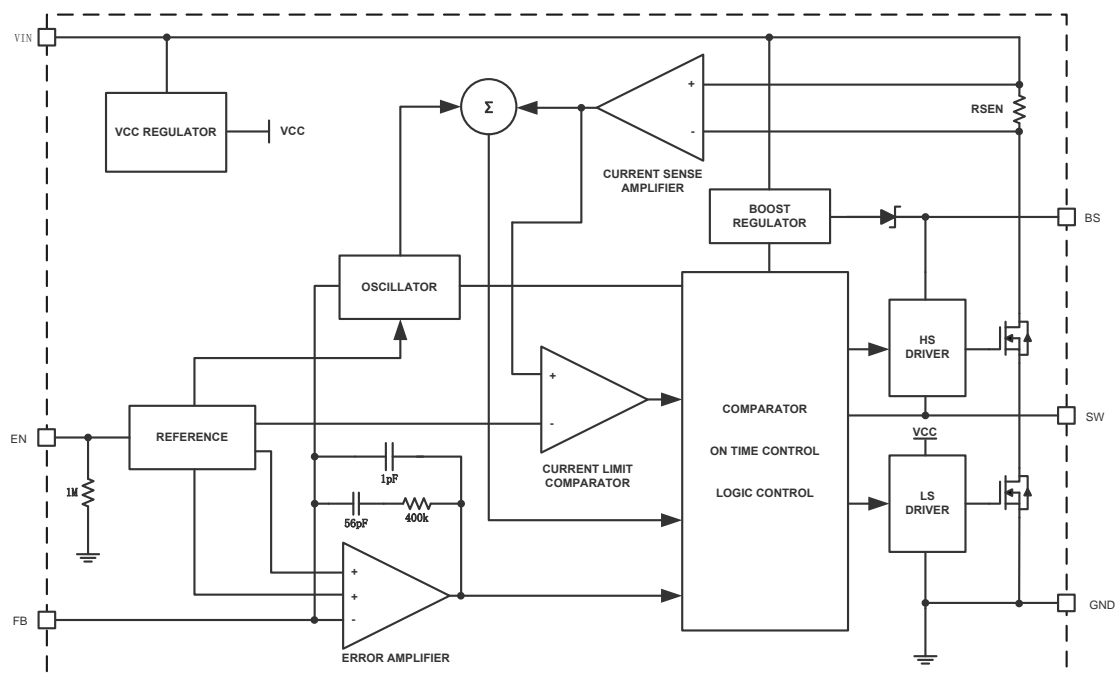 VIN
+
Σ
RSEN
VCC REGULATOR
VCC
-
CURRENT SENSE
AMPLIFIER
BOOST
REGULATOR
BS
OSCILLATOR
HS
DRIVER
+
COMPARATOR
ON TIME CONTROL
LOGIC CONTROL
SW
EN
REFERENCE
-
VCC
CURRENT LIMIT
COMPARATOR
1pF
1M
56pF
400k
LS
DRIVER
+
+
-
FB
GND
ERROR AMPLIFIER